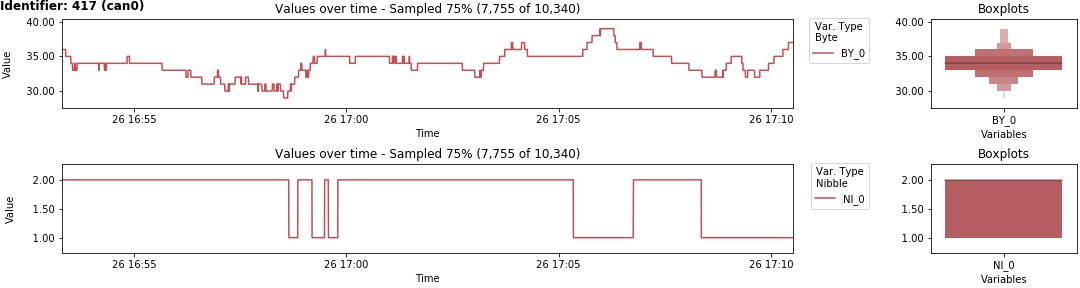 Identifier: 417 (can0)
Values over time - Sampled 75% (7,755 of 10,340)
Boxplots
Value
40.00
35.00
30.00
26 16:55
26 17:00
26 17:05
26 17:10
Time
Var. Type
Byte
BY_0
40.00
35.00
30.00
BY_0
Variables
Values over time - Sampled 75% (7,755 of 10,340)
Boxplots
Value
2.00
1.50
1.00
26 16:55
26 17:00
26 17:05
26 17:10
Time
Var. Type
Nibble
NI_0
2.00
1.50
1.00
NI_0
Variables